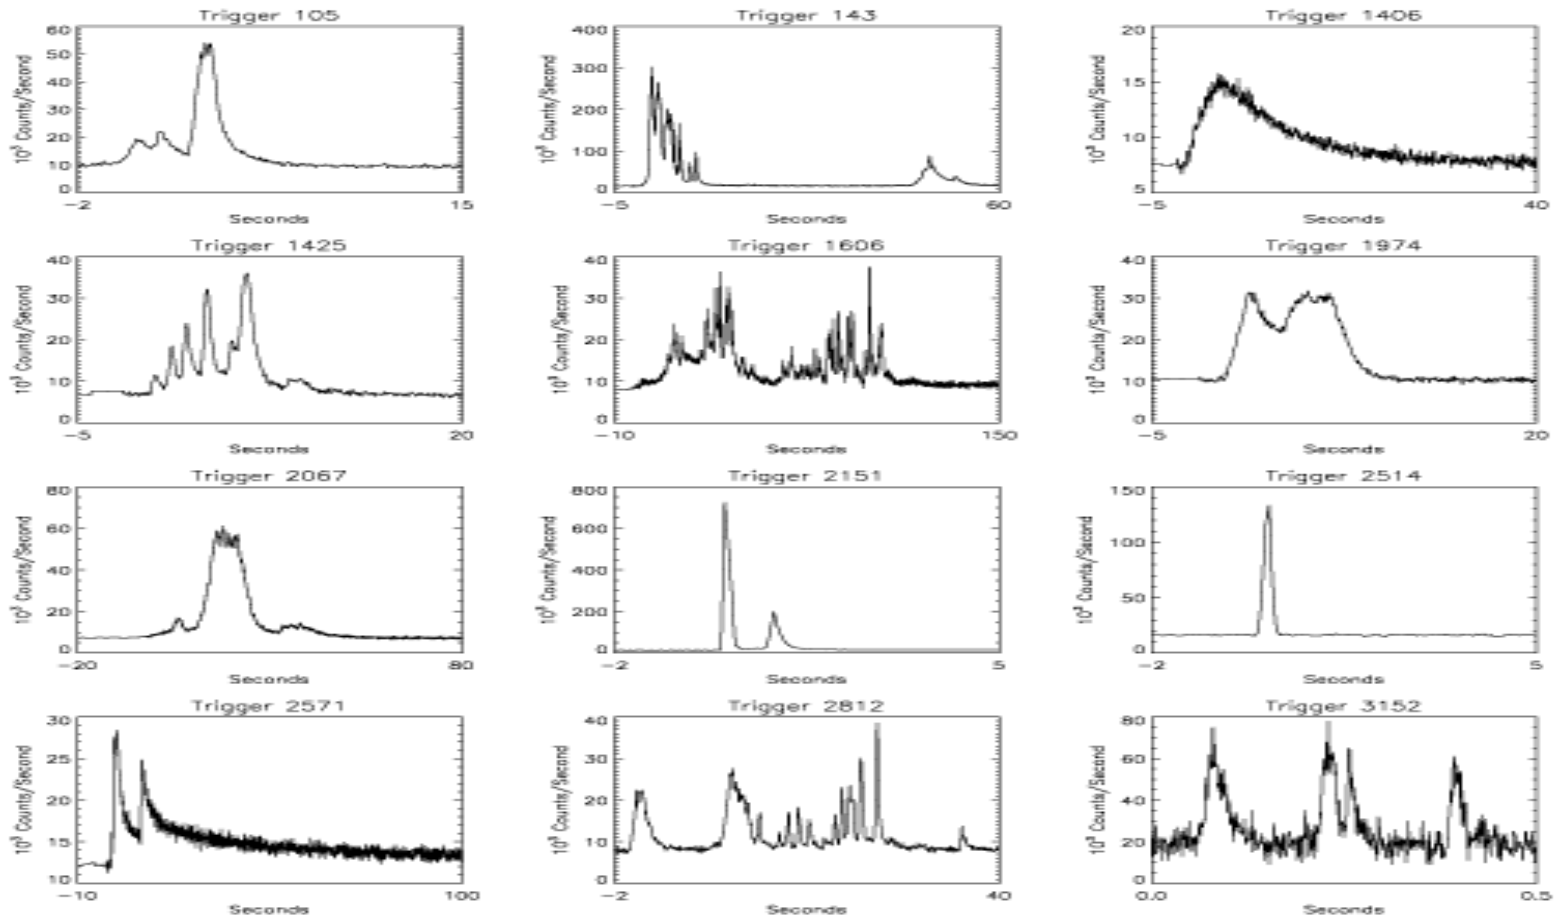 Trigger 105
60
50
40
30
20
10
0
10³ Counts/Second
-2 15
Seconds
Trigger 143
400
300
200
100
0
10³ Counts/Second
-5 60
Seconds
Trigger 1406
20
15
10
5
10³ Counts/Second
-5 40
Seconds
Trigger 1425
40
30
20
10
0
10³ Counts/Second
-5 20
Seconds
Trigger 1606
40
30
20
10
0
10³ Counts/Second
-10 150
Seconds
Trigger 1974
40
30
20
10
0
10³ Counts/Second
-5 20
Seconds
Trigger 2067
80
60
40
20
0
10³ Counts/Second
-20 80
Seconds
Trigger 2151
800
600
400
200
0
10³ Counts/Second
-2 5
Seconds
Trigger 2514
150
100
50
0
10³ Counts/Second
-2 5
Seconds
Trigger 2571
30
25
20
15
10
10³ Counts/Second
-10 100
Seconds
Trigger 2812
40
30
20
10
0
10³ Counts/Second
-2 40
Seconds
Trigger 3152
80
60
40
20
0
10³ Counts/Second
0.0 0.5
Seconds